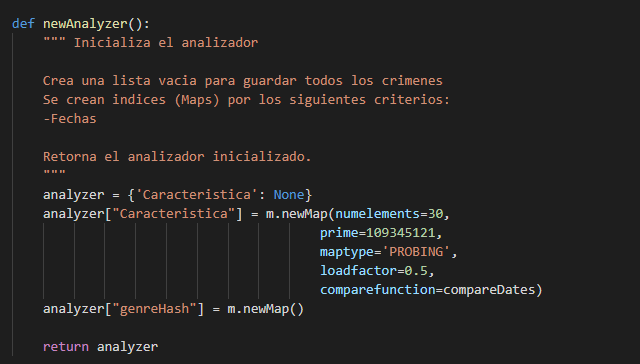 def newAnalyzer():
    """ Inicializa el analizador

    Crea una lista vacia para guardar todos los crimenes
    Se crean indices (Maps) por los siguientes criterios:
    -Fechas

    Retorna el analizador inicializado.
    """
    analyzer = {'Caracteristica': None}
    analyzer["Caracteristica"] = m.newMap(numelements=30,
                                        prime=109345121,
                                        maptype='PROBING',
                                        loadfactor=0.5,
                                        comparefunction=compareDates)
    analyzer["genreHash"] = m.newMap()

    return analyzer